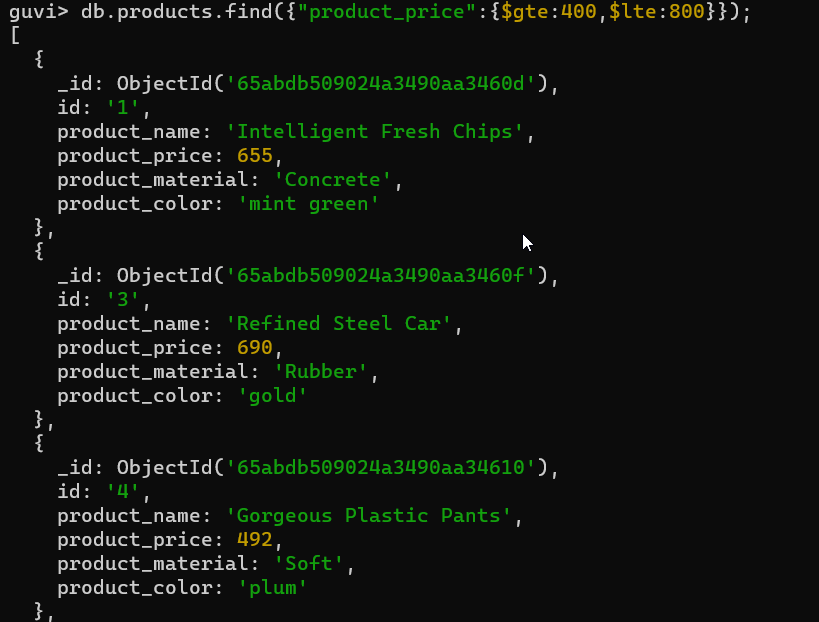 guvi> db.products.find({"product_price":{$gte:400,$lte:800}});
[
  {
    _id: ObjectId('65abdb509024a3490aa3460d'),
    id: '1',
    product_name: 'Intelligent Fresh Chips',
    product_price: 655,
    product_material: 'Concrete',
    product_color: 'mint green'
  },
  {
    _id: ObjectId('65abdb509024a3490aa3460f'),
    id: '3',
    product_name: 'Refined Steel Car',
    product_price: 690,
    product_material: 'Rubber',
    product_color: 'gold'
  },
  {
    _id: ObjectId('65abdb509024a3490aa34610'),
    id: '4',
    product_name: 'Gorgeous Plastic Pants',
    product_price: 492,
    product_material: 'Soft',
    product_color: 'plum'
  },